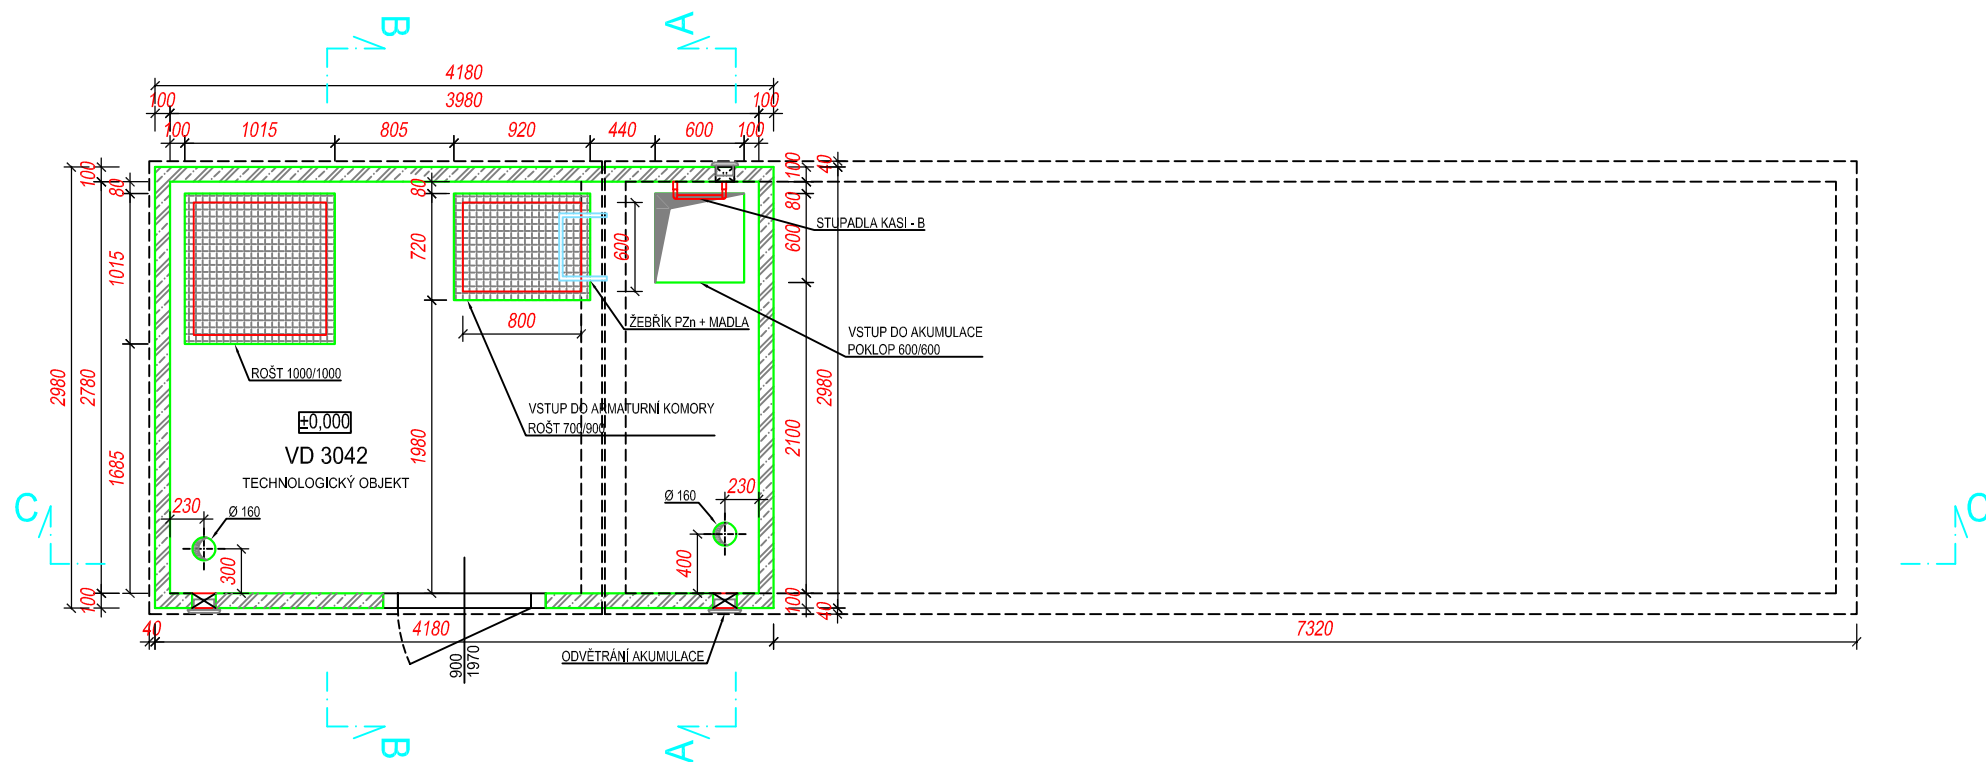 B
A
4180
100
3980
100
100
1015
805
920
440
600
100
100
80
1015
2780
2980
1685
100
80
720
600
800
1980
100
40
80
600
2980
2100
100
40
STUPADLA KASI - B
ŽEBŘÍK PZn + MADLA
VSTUP DO AKUMULACE
POKLOP 600/600
ROŠT 1000/1000
VSTUP DO ARMATURNÍ KOMORY
ROŠT 700/900
±0,000
VD 3042
TECHNOLOGICKÝ OBJEKT
C
C
230
Ø 160
300
Ø 160
230
400
40
4180
7320
900
1970
ODVĚTRÁNÍ AKUMULACE
B
A